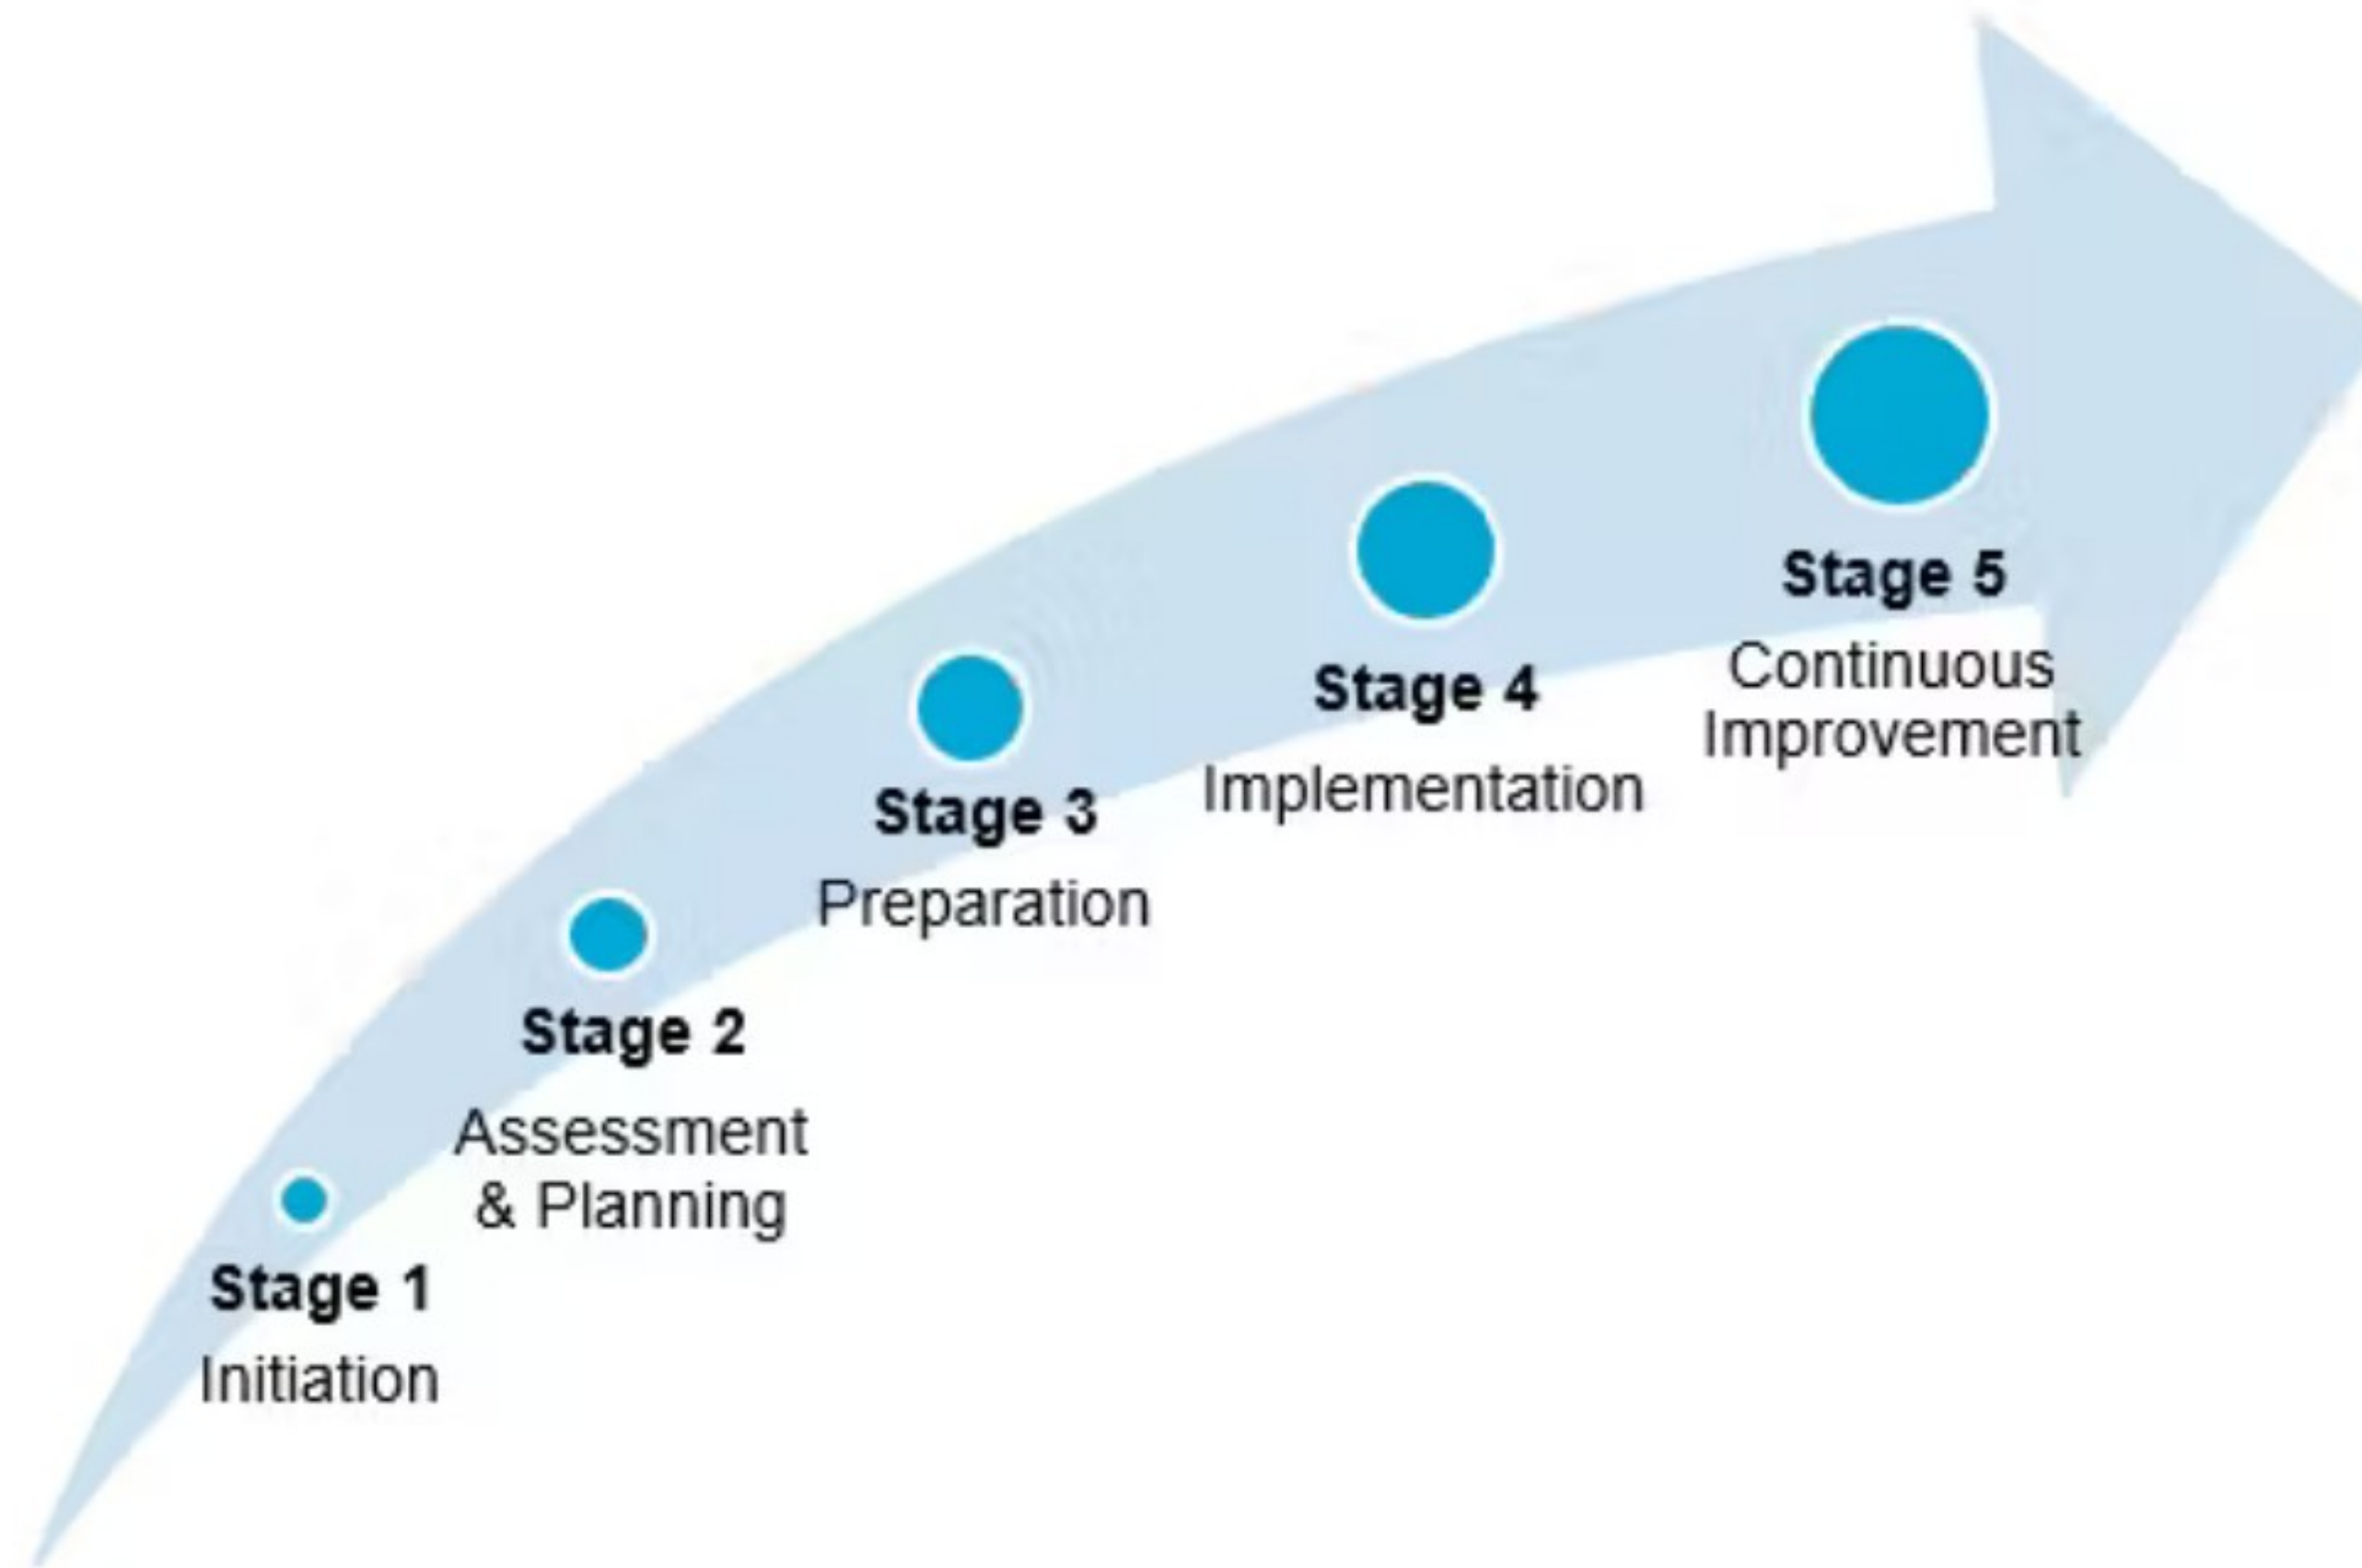 Stage 1
Initiation
Stage 2
Assessment
& Planning
Stage 3
Preparation
Stage 4
Implementation
Stage 5
Continuous
Improvement